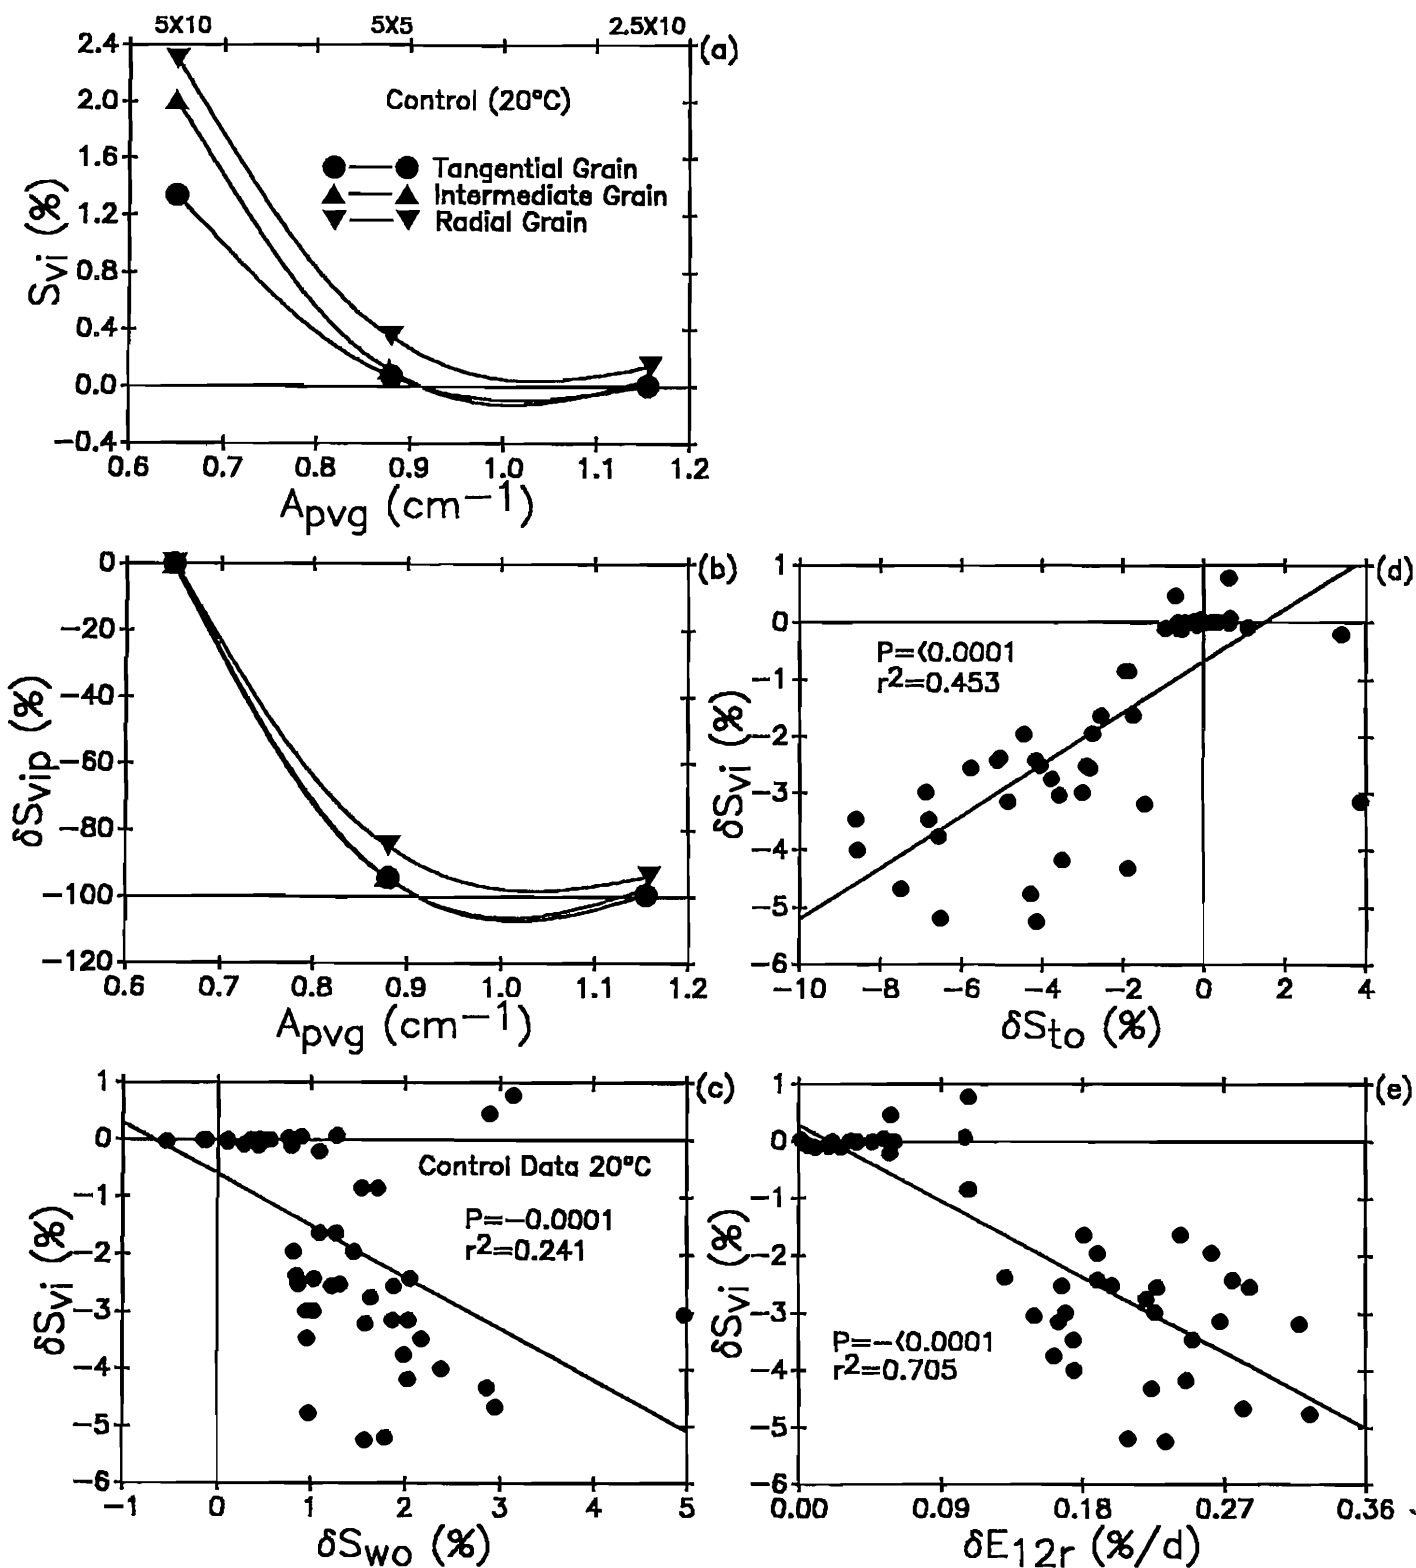 5X10 5X5 2.5X10
(a)
2.4
2.0
1.6
1.2
0.8
0.4
0.0
−0.4
Svi (%)
Control (20°C)
Tangential Grain
Intermediate Grain
Radial Grain
0.6 0.7 0.8 0.9 1.0 1.1 1.2
Apvg (cm−1)
(b)
0
−20
−40
−60
−80
−100
−120
δSvip (%)
0.6 0.7 0.8 0.9 1.0 1.1 1.2
Apvg (cm−1)
(d)
1
0
−1
−2
−3
−4
−5
−6
δSvi (%)
P=<0.0001
r2=0.453
−10 −8 −6 −4 −2 0 2 4
δSto (%)
(c)
1
0
−1
−2
−3
−4
−5
−6
δSvi (%)
Control Data 20°C
P=−0.0001
r2=0.241
−1 0 1 2 3 4 5
δSwo (%)
(e)
1
0
−1
−2
−3
−4
−5
−6
δSvi (%)
P=−<0.0001
r2=0.705
0.00 0.09 0.18 0.27 0.36
δE12r (%/d)